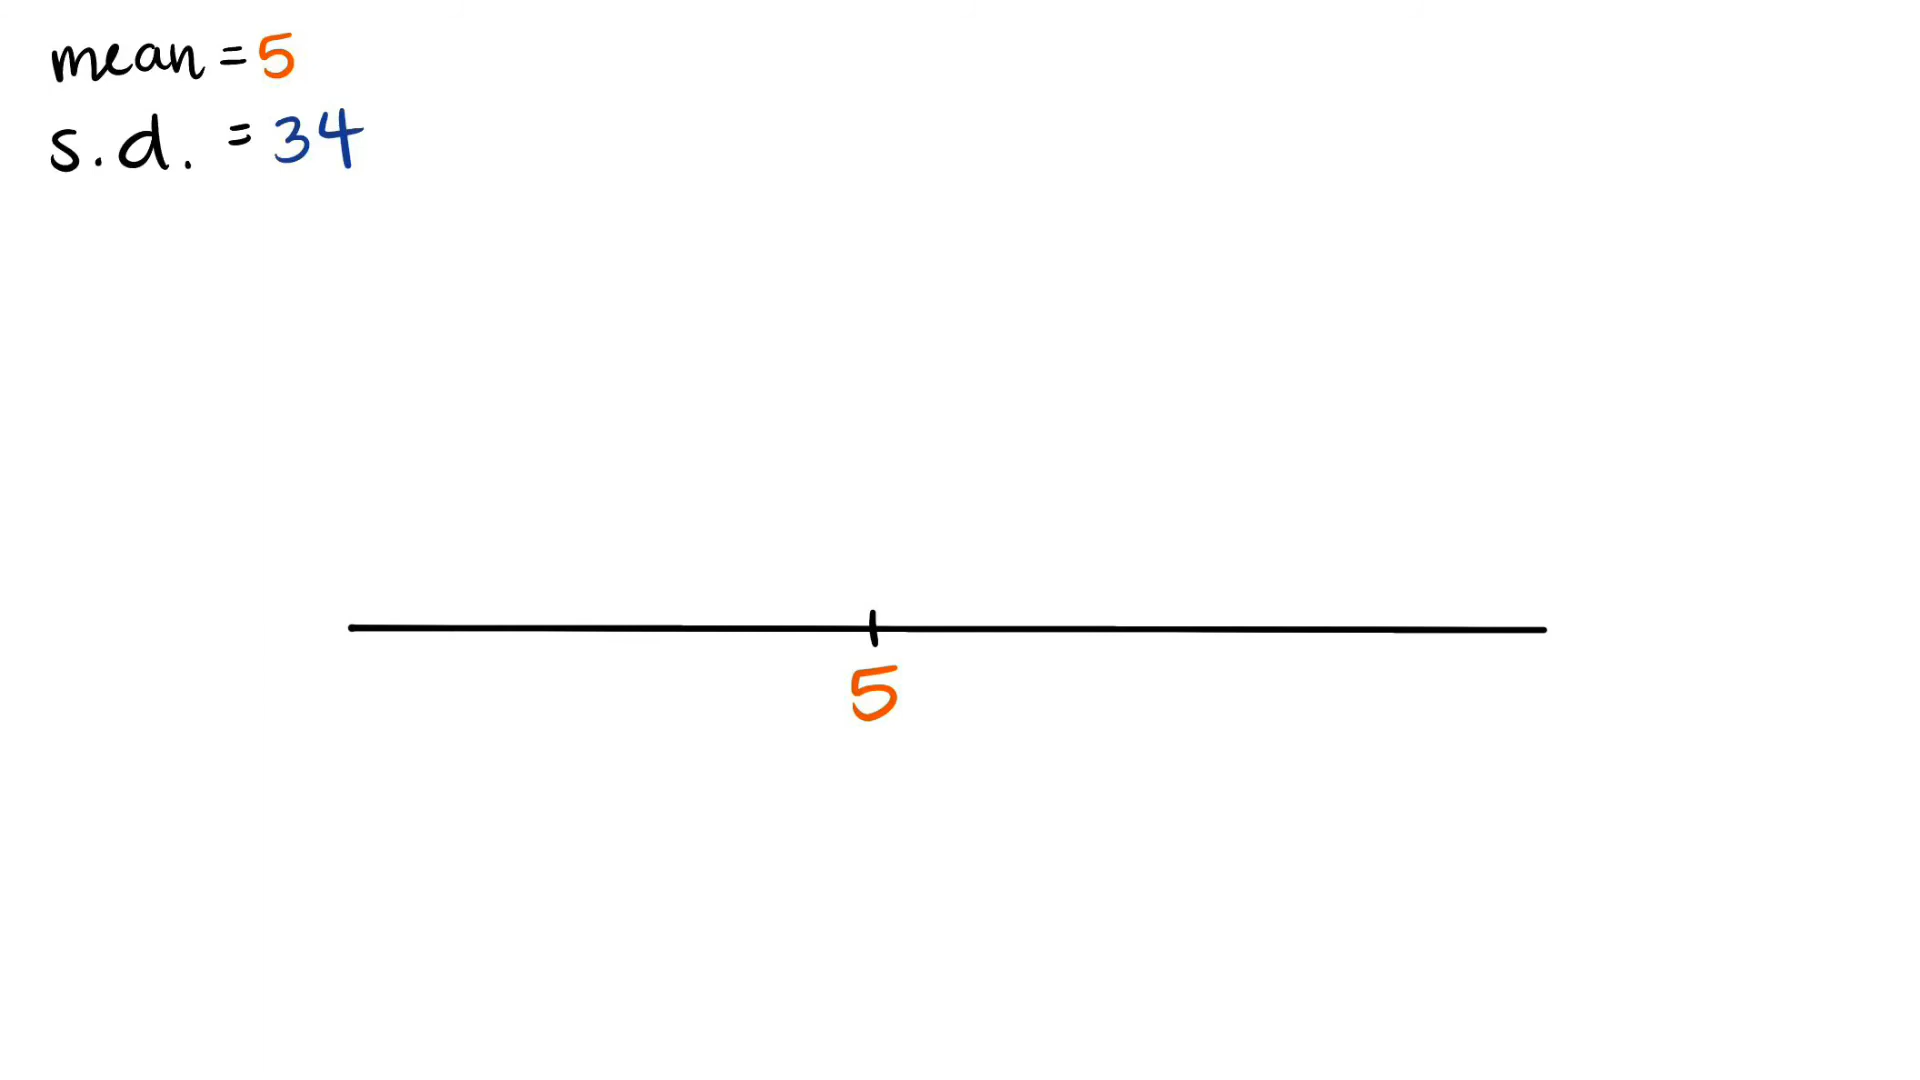 mean = 5
s.d. = 34
5